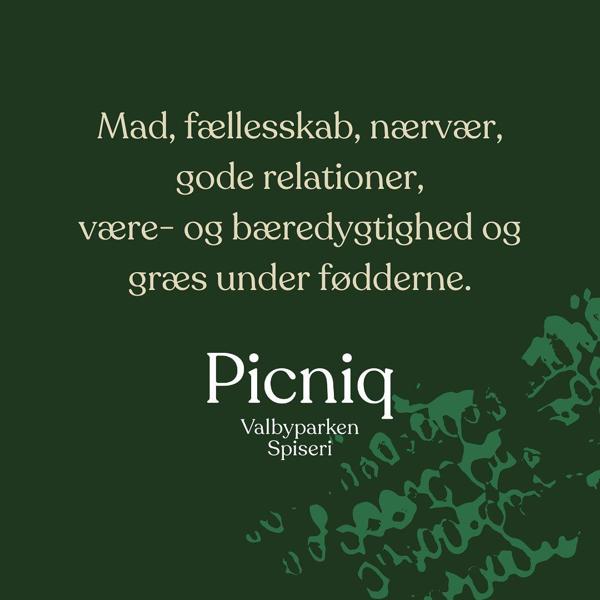 Mad, fællesskab, nærvær,
gode relationer,
være- og bæredygtighed og
græs under fødderne.
Picniq
Valbyparken
Spiseri